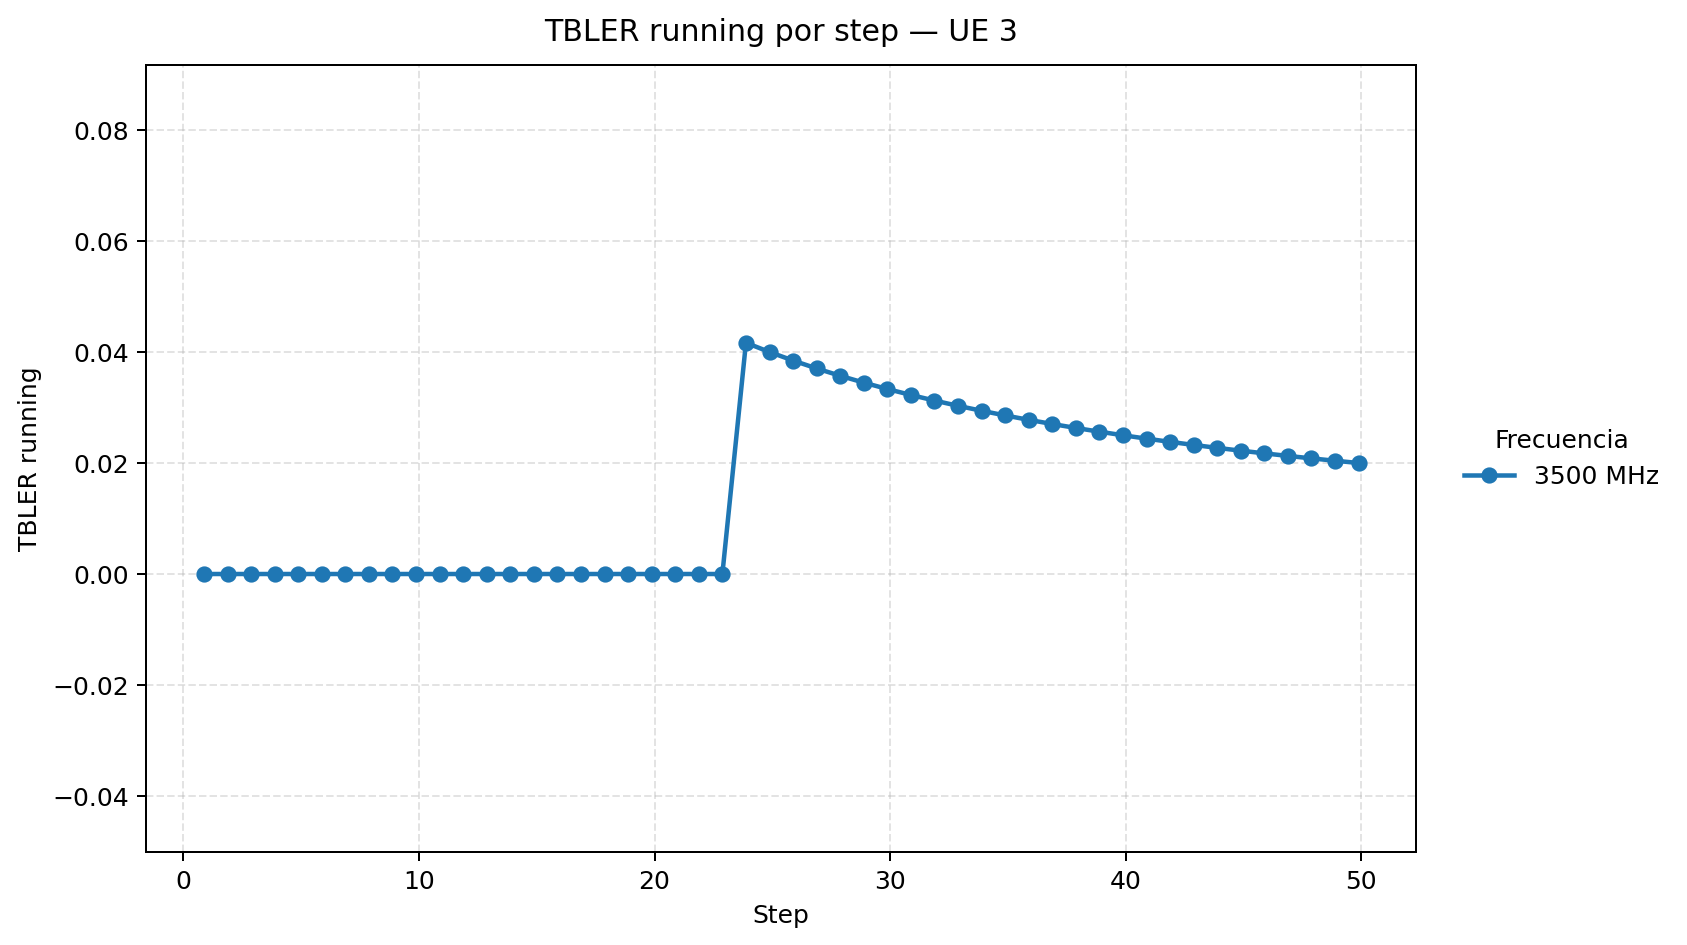 TBLER running por step — UE 3
TBLER running
0.08
0.06
0.04
0.02
0.00
−0.02
−0.04
0 10 20 30 40 50
Step
Frecuencia
3500 MHz